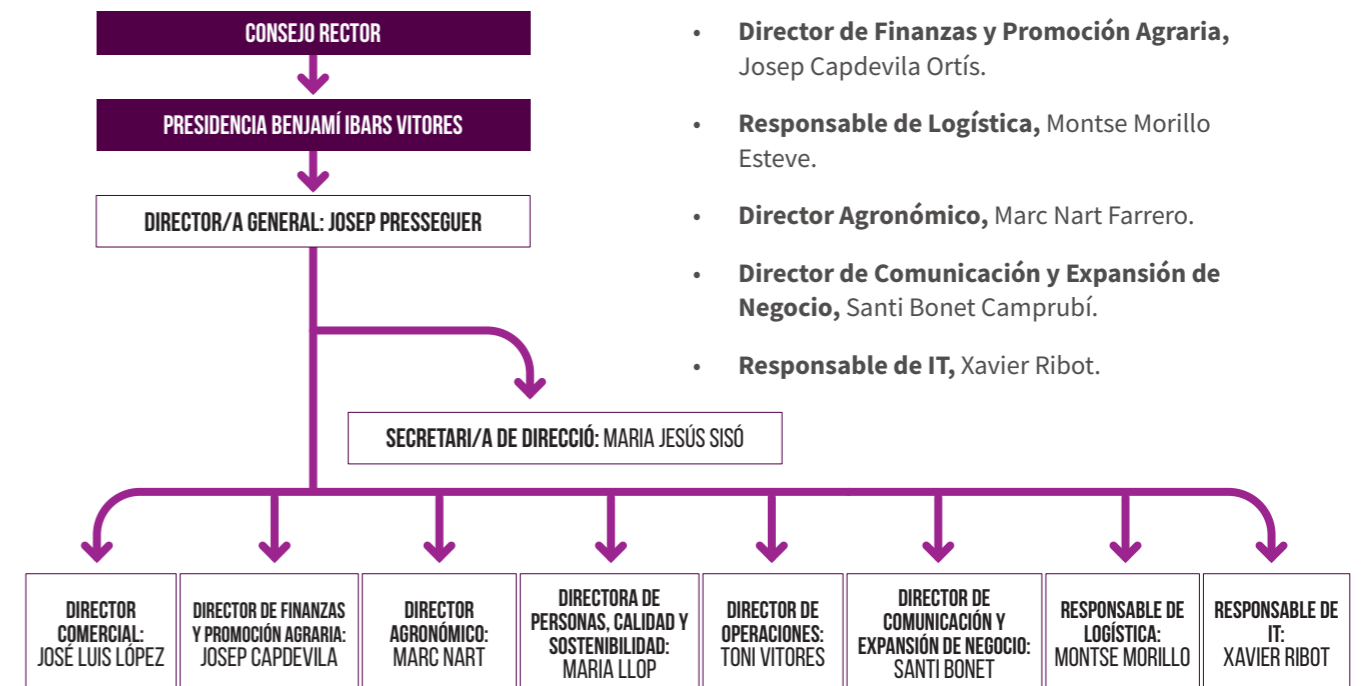 CONSEJO RECTOR
PRESIDENCIA BENJAMÍ IBARS VITORES
DIRECTOR/A GENERAL: JOSEP PRESSEGUER
• Director de Finanzas y Promoción Agraria,
Josep Capdevila Ortís.
• Responsable de Logística, Montse Morillo
Esteve.
• Director Agronómico, Marc Nart Farrero.
• Director de Comunicación y Expansión de
Negocio, Santi Bonet Camprubí.
• Responsable de IT, Xavier Ribot.
SECRETARI/A DE DIRECCIÓ: MARIA JESÚS SISÓ
DIRECTOR
COMERCIAL:
JOSÉ LUIS LÓPEZ
DIRECTOR DE FINANZAS
Y PROMOCIÓN AGRARIA:
JOSEP CAPDEVILA
DIRECTOR
AGRONÓMICO:
MARC NART
DIRECTORA DE
PERSONAS, CALIDAD Y
SOSTENIBILIDAD:
MARIA LLOP
DIRECTOR DE
OPERACIONES:
TONI VITORES
DIRECTOR DE
COMUNICACIÓN Y
EXPANSIÓN DE NEGOCIO:
SANTI BONET
RESPONSABLE DE
LOGÍSTICA:
MONTSE MORILLO
RESPONSABLE DE
IT:
XAVIER RIBOT